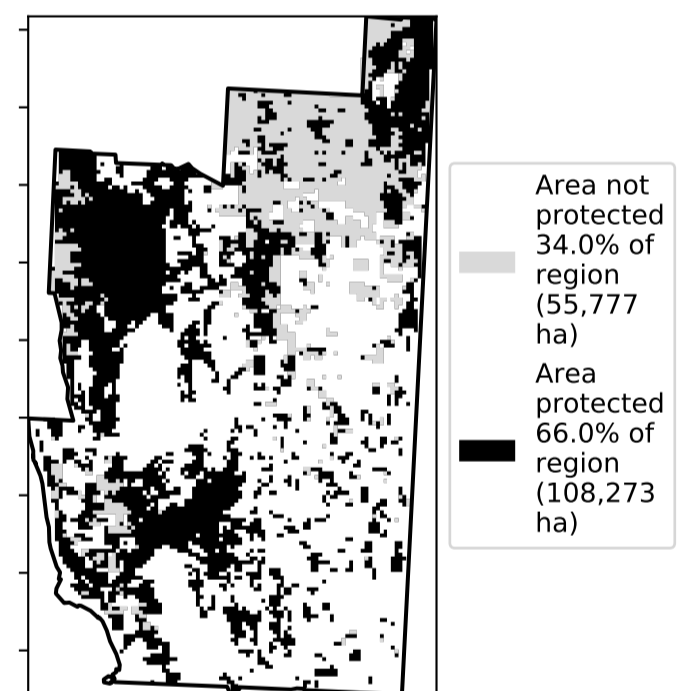 Area not
protected
34.0% of
region
(55,777
ha)
Area
protected
66.0% of
region
(108,273
ha)